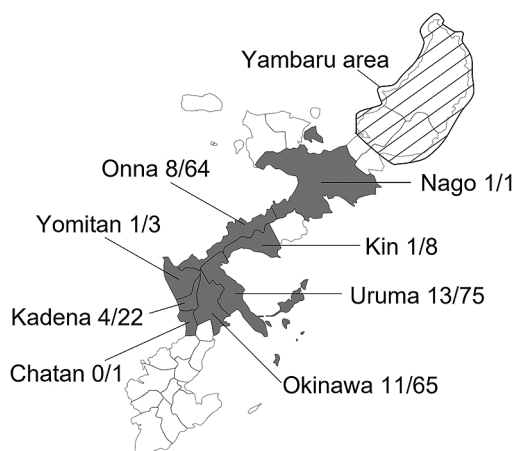 Yambaru area
Onna 8/64
Nago 1/1
Yomitan 1/3
Kin 1/8
Uruma 13/75
Kadena 4/22
Chatan 0/1
Okinawa 11/65